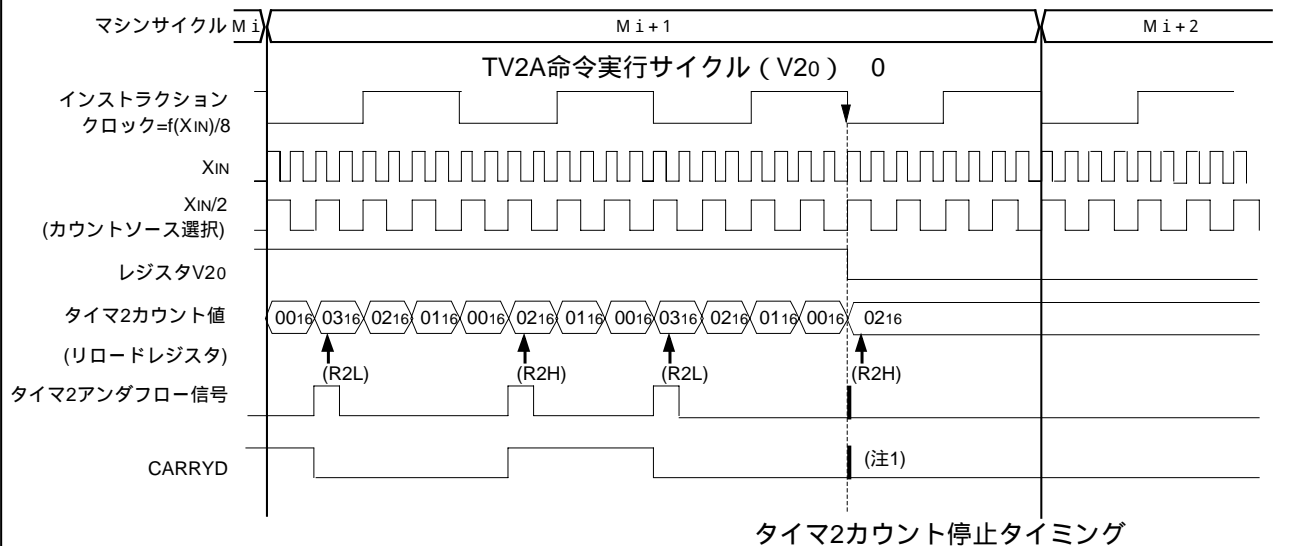 マシンサイクル Mi Mi+1 Mi+2
TV2A命令実行サイクル（V20） 0
インストラクション
クロック=f(XIN)/8
XIN
XIN/2
(カウントソース選択)
レジスタV20
タイマ2カウント値 0016 0316 0216 0116 0016 0216 0116 0016 0316 0216 0116 0016 0216
(リロードレジスタ) (R2L) (R2H) (R2L) (R2H)
タイマ2アンダフロー信号
CARRYD (注1)
タイマ2カウント停止タイミング